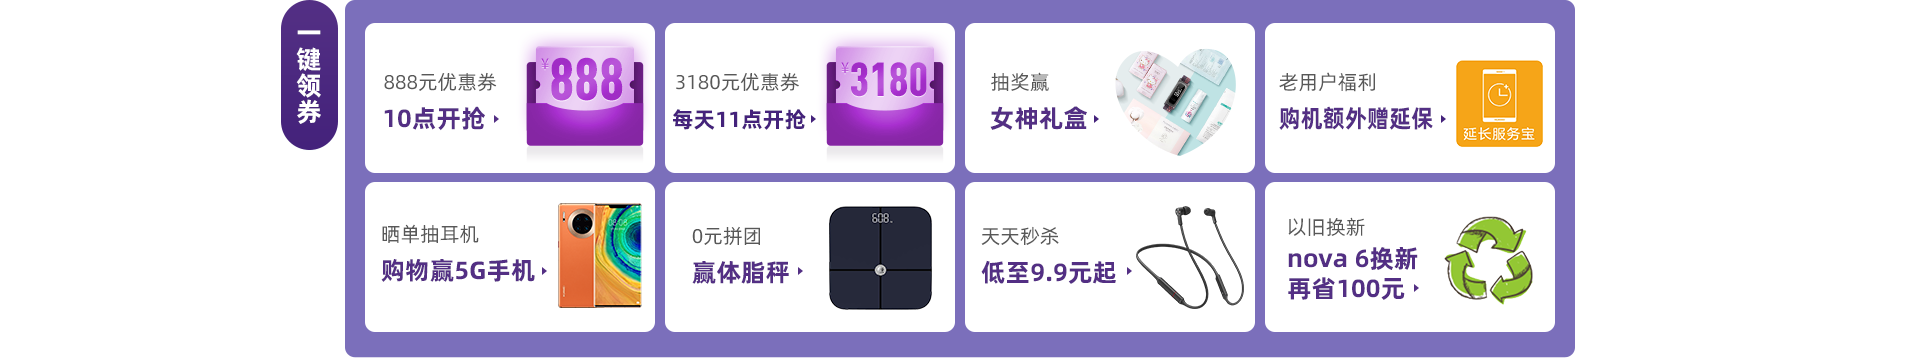 一键领券
888元优惠券
10点开抢
¥888
3180元优惠券
每天11点开抢
¥3180
抽奖赢
女神礼盒
老用户福利
购机额外赠延保
延长服务宝
晒单抽耳机
购物赢5G手机
08:08
0元拼团
赢体脂秤
608.
天天秒杀
低至9.9元起
以旧换新
nova 6换新
再省100元